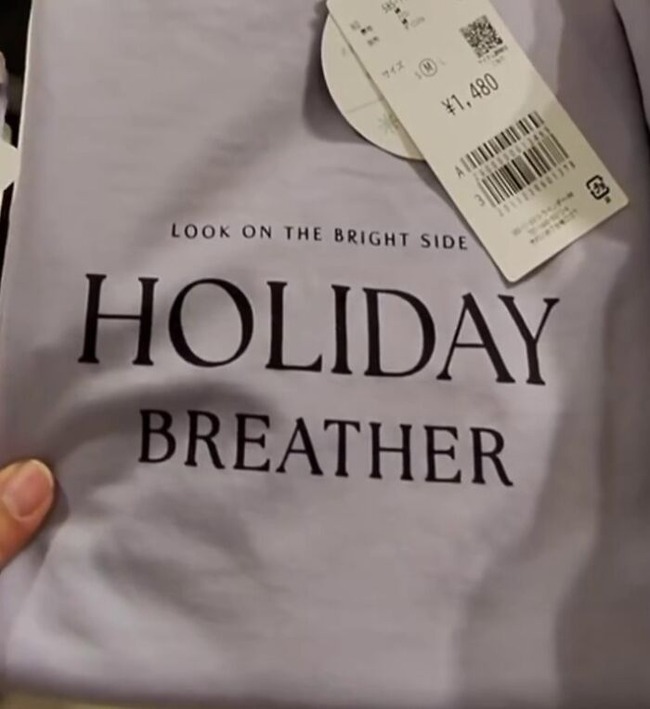 サイズ
M
¥1,480
LOOK ON THE BRIGHT SIDE
HOLIDAY
BREATHER